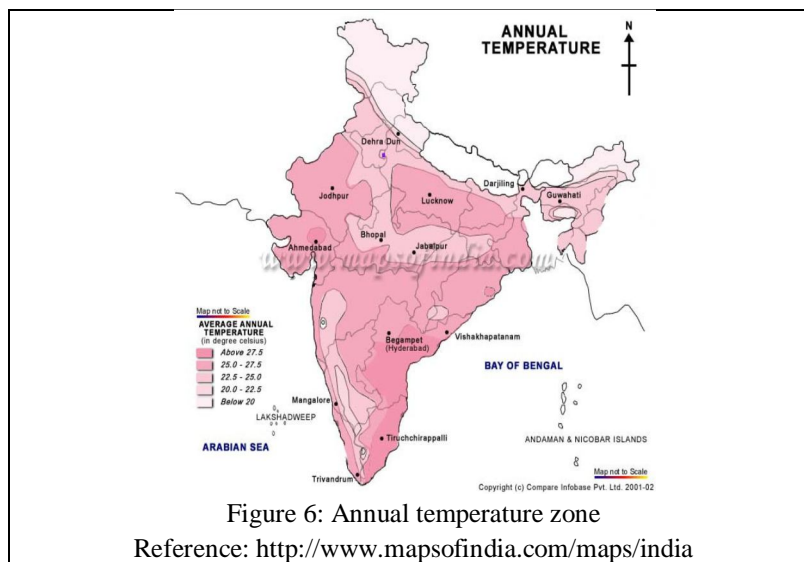 ANNUAL
TEMPERATURE
N
Dehra Dun
Darjiling
Guwahati
Jodhpur
Lucknow
Bhopal
Jabalpur
Ahmedabad
www.mapsofindia.com
Map not to Scale
AVERAGE ANNUAL
TEMPERATURE
(in degree celsius)
Above 27.5
25.0 - 27.5
22.5 - 25.0
20.0 - 22.5
Below 20
Begampet
(Hyderabad)
Vishakhapatanam
BAY OF BENGAL
Mangalore
LAKSHADWEEP
Tiruchchirappalli
ANDAMAN & NICOBAR ISLANDS
ARABIAN SEA
Trivandrum
Map not to Scale
Copyright (c) Compare Infobase Pvt. Ltd. 2001-02
Figure 6: Annual temperature zone
Reference: http://www.mapsofindia.com/maps/india